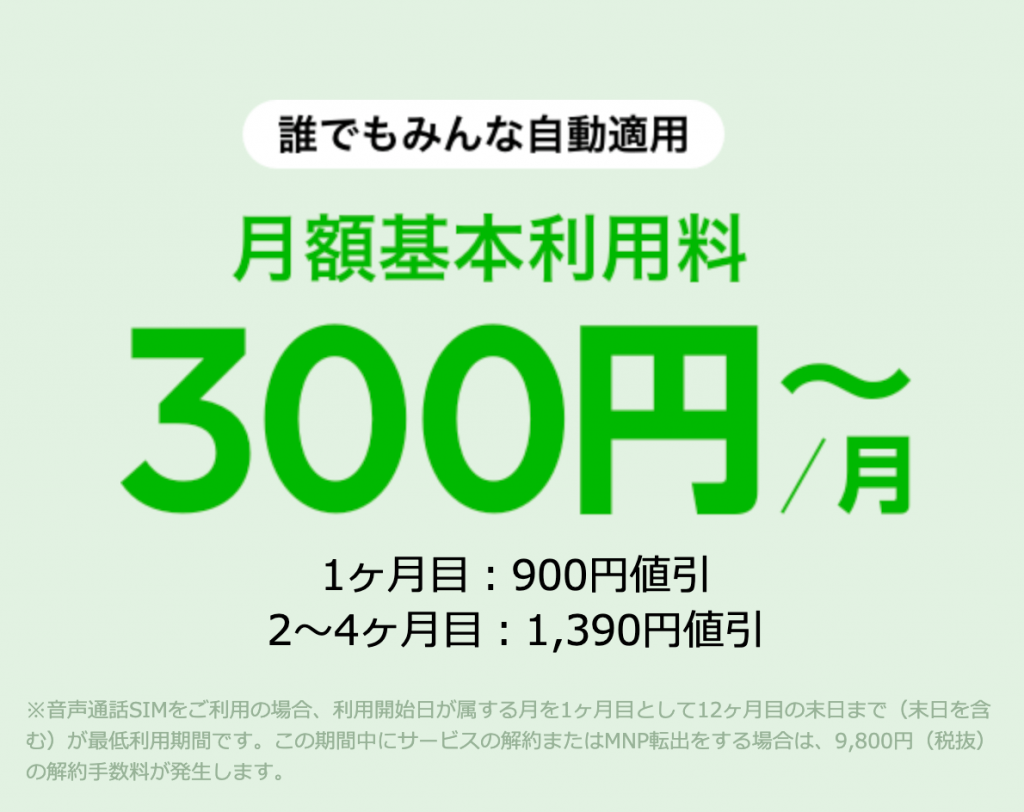 誰でもみんな自動適用
月額基本利用料
300円～/月
1ヶ月目：900円値引
2～4ヶ月目：1,390円値引
※音声通話SIMをご利用の場合、利用開始日が属する月を1ヶ月目として12ヶ月目の末日まで（末日を含
む）が最低利用期間です。この期間中にサービスの解約またはMNP転出をする場合は、9,800円（税抜）
の解約手数料が発生します。